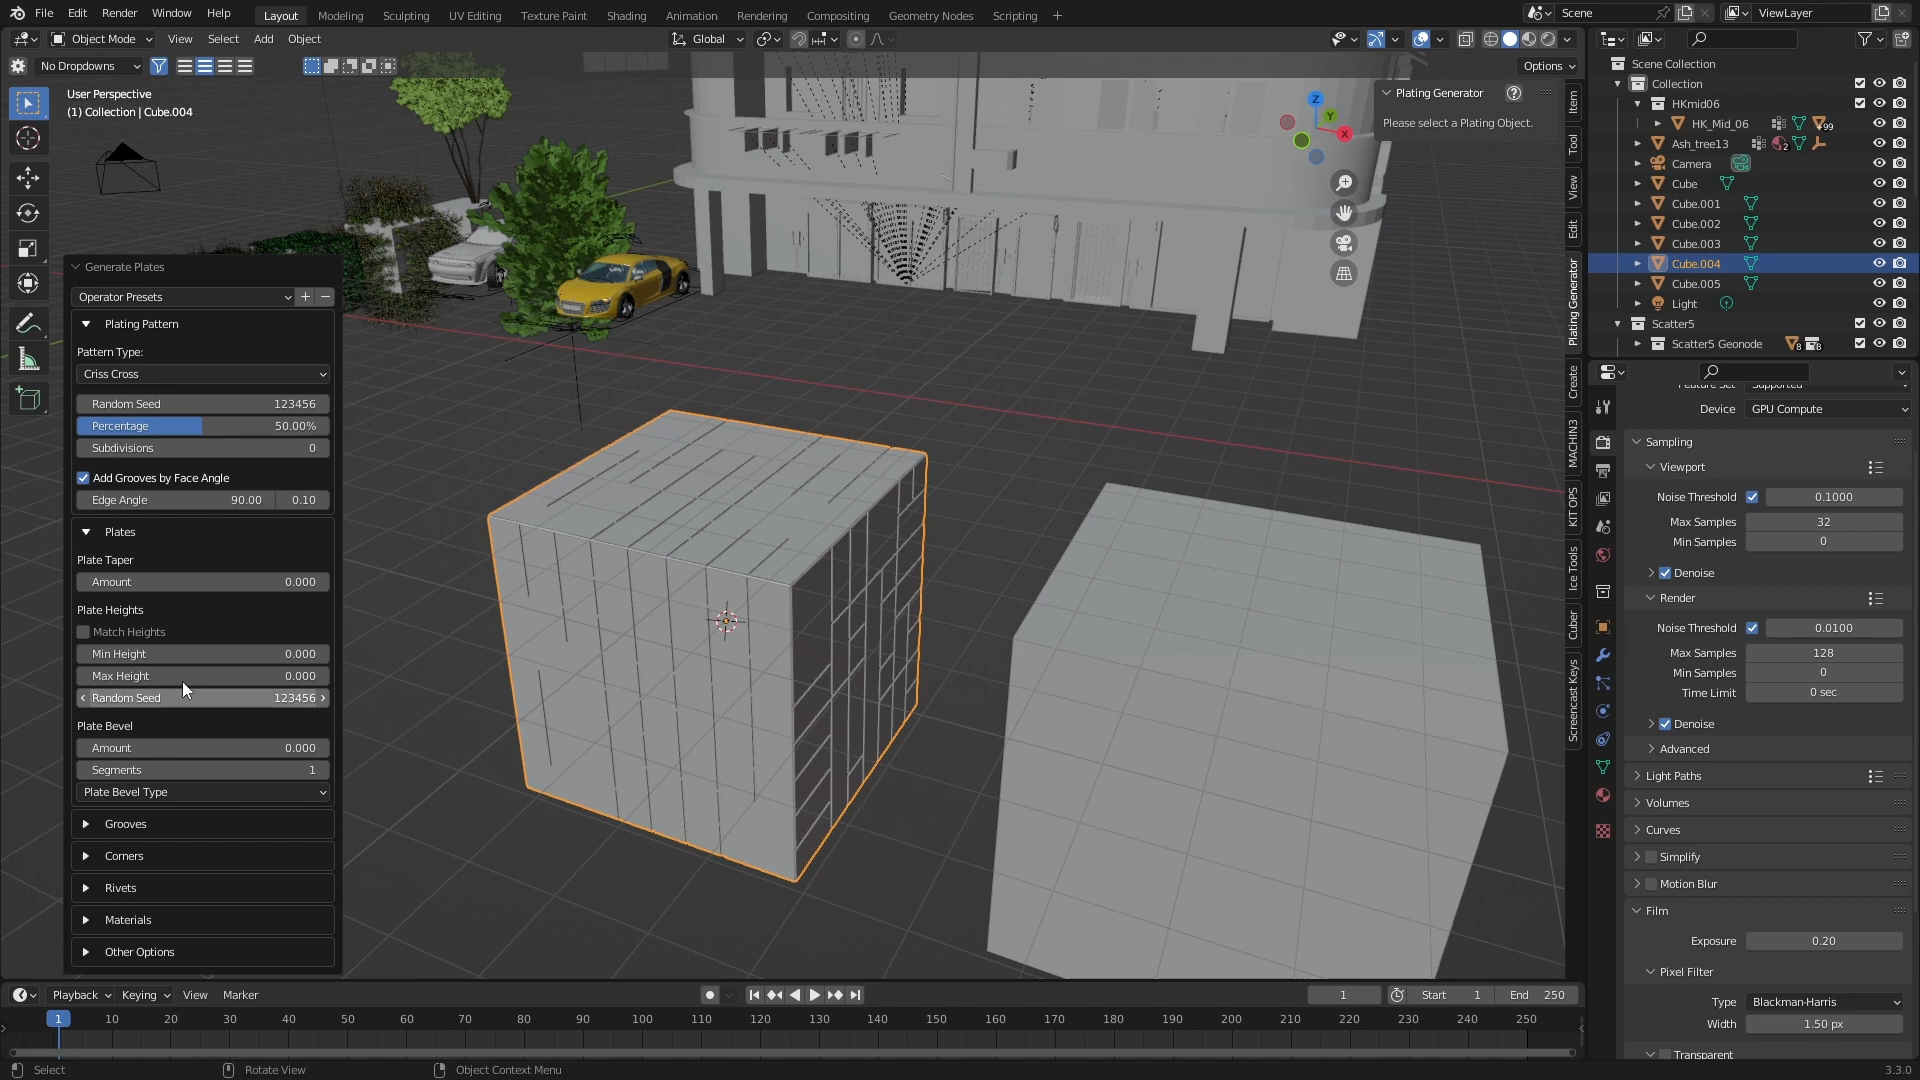 File Edit Render Window Help
Layout Modeling Sculpting UV Editing Texture Paint Shading Animation Rendering Compositing Geometry Nodes Scripting +
Scene
ViewLayer
Object Mode View Select Add Object
Global
No Dropdowns
Options
User Perspective
(1) Collection | Cube.004
Plating Generator
Please select a Plating Object.
Z
Y
X
Item
Tool
View
Edit
Plating Generator
Create
MACHIN3
KIT OPS
Ice Tools
Cuber
Screencast Keys
Generate Plates
Operator Presets
Plating Pattern
Pattern Type:
Criss Cross
Random Seed 123456
Percentage 50.00%
Subdivisions 0
Add Grooves by Face Angle
Edge Angle 90.00 0.10
Plates
Plate Taper
Amount 0.000
Plate Heights
Match Heights
Min Height 0.000
Max Height 0.000
Random Seed 123456
Plate Bevel
Amount 0.000
Segments 1
Plate Bevel Type
Grooves
Corners
Rivets
Materials
Other Options
Scene Collection
Collection
HKmid06
HK_Mid_06 +99
Ash_tree13 2
Camera
Cube
Cube.001
Cube.002
Cube.003
Cube.004
Cube.005
Light
Scatter5
Scatter5 Geonode 8 8
Device GPU Compute
Sampling
Viewport
Noise Threshold 0.1000
Max Samples 32
Min Samples 0
Denoise
Render
Noise Threshold 0.0100
Max Samples 128
Min Samples 0
Time Limit 0 sec
Denoise
Advanced
Light Paths
Volumes
Curves
Simplify
Motion Blur
Film
Exposure 0.20
Pixel Filter
Type Blackman-Harris
Width 1.50 px
Transparent
Playback Keying View Marker
1 Start 1 End 250
1 10 20 30 40 50 60 70 80 90 100 110 120 130 140 150 160 170 180 190 200 210 220 230 240 250
Select Rotate View Object Context Menu 3.3.0